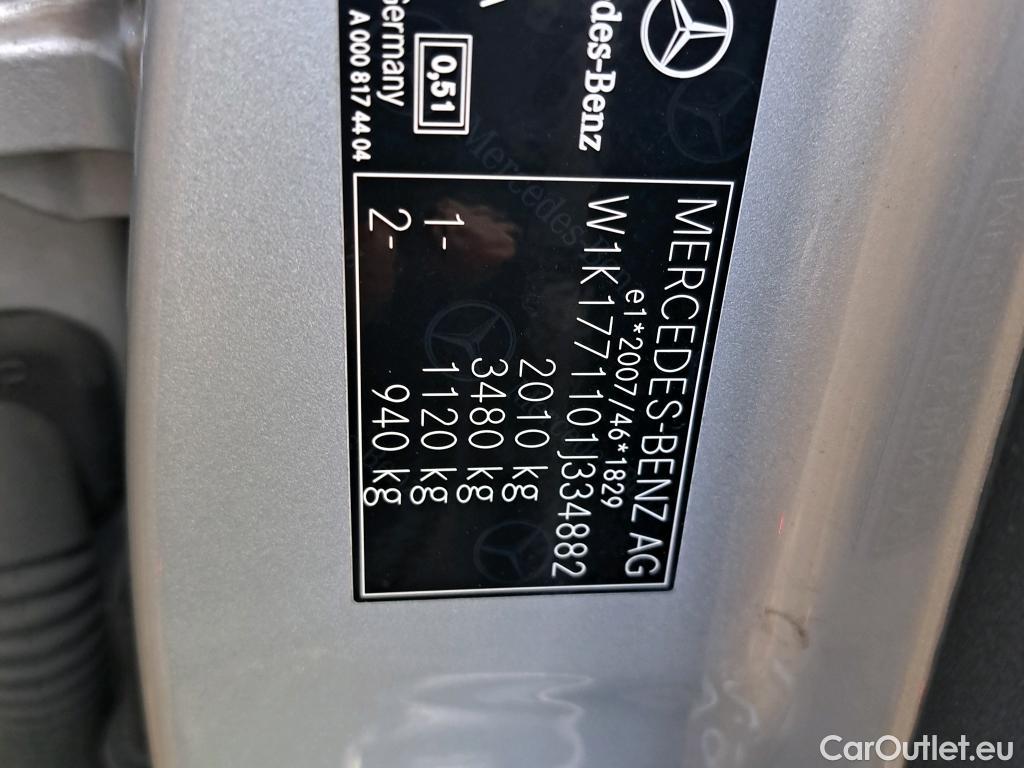 des-Benz
0,51
Germany
A 000 817 44 04
MERCEDES-BENZ AG
e1*2007/46*1829
W1K1771101J334882
2010 kg
3480 kg
1- 1120 kg
2- 940 kg
CarOutlet.eu